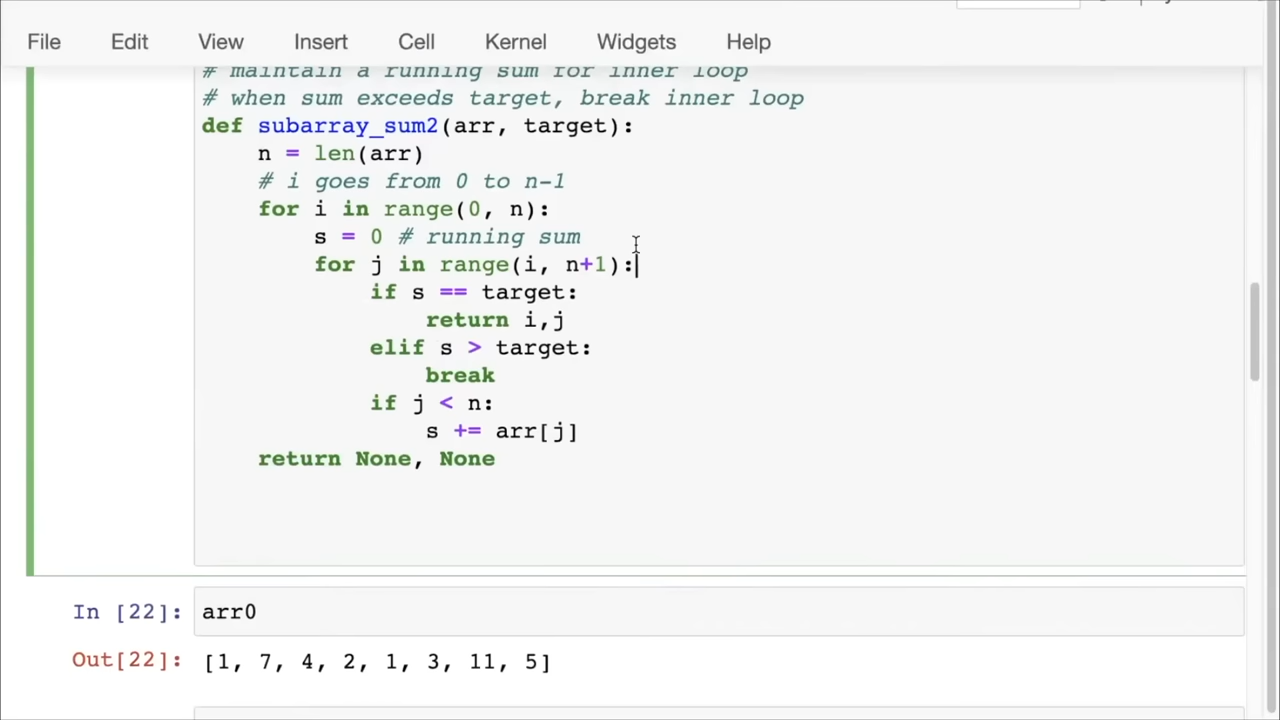 File Edit View Insert Cell Kernel Widgets Help
# maintain a running sum for inner loop
# when sum exceeds target, break inner loop
def subarray_sum2(arr, target):
    n = len(arr)
    # i goes from 0 to n-1
    for i in range(0, n):
        s = 0 # running sum
        for j in range(i, n+1):
            if s == target:
                return i,j
            elif s > target:
                break
            if j < n:
                s += arr[j]
    return None, None
In [22]: arr0
Out[22]: [1, 7, 4, 2, 1, 3, 11, 5]